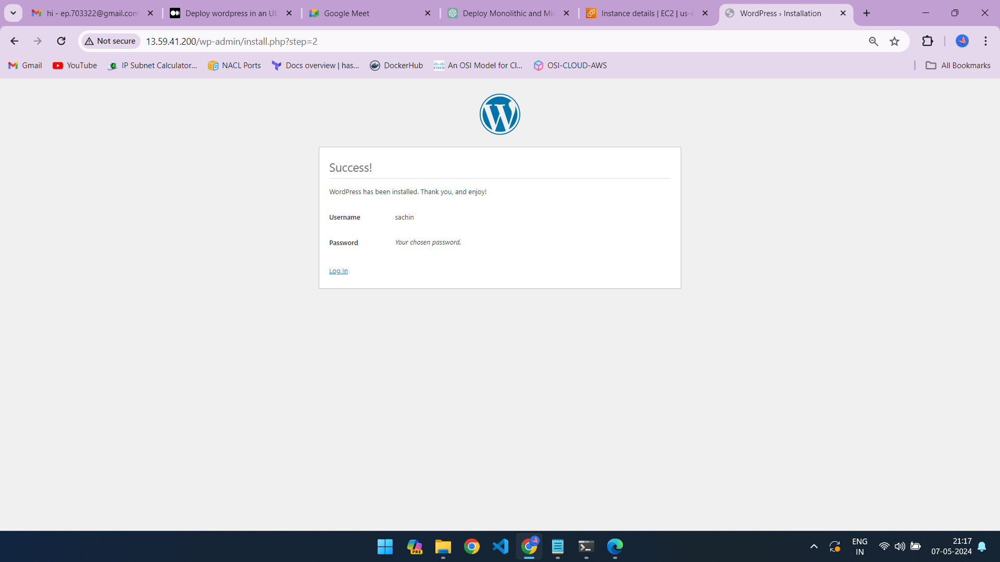 hi - ep.703322@gmail.com
Deploy wordpress in an Ub
Google Meet
Deploy Monolithic and Mic
Instance details | EC2 | us-e
WordPress › Installation
Not secure
13.59.41.200/wp-admin/install.php?step=2
Gmail
YouTube
IP Subnet Calculator...
NACL Ports
Docs overview | has...
DockerHub
An OSI Model for Cl...
OSI-CLOUD-AWS
All Bookmarks
W
Success!
WordPress has been installed. Thank you, and enjoy!
Username sachin
Password Your chosen password.
Log In
PRE
ENG
IN
21:17
07-05-2024